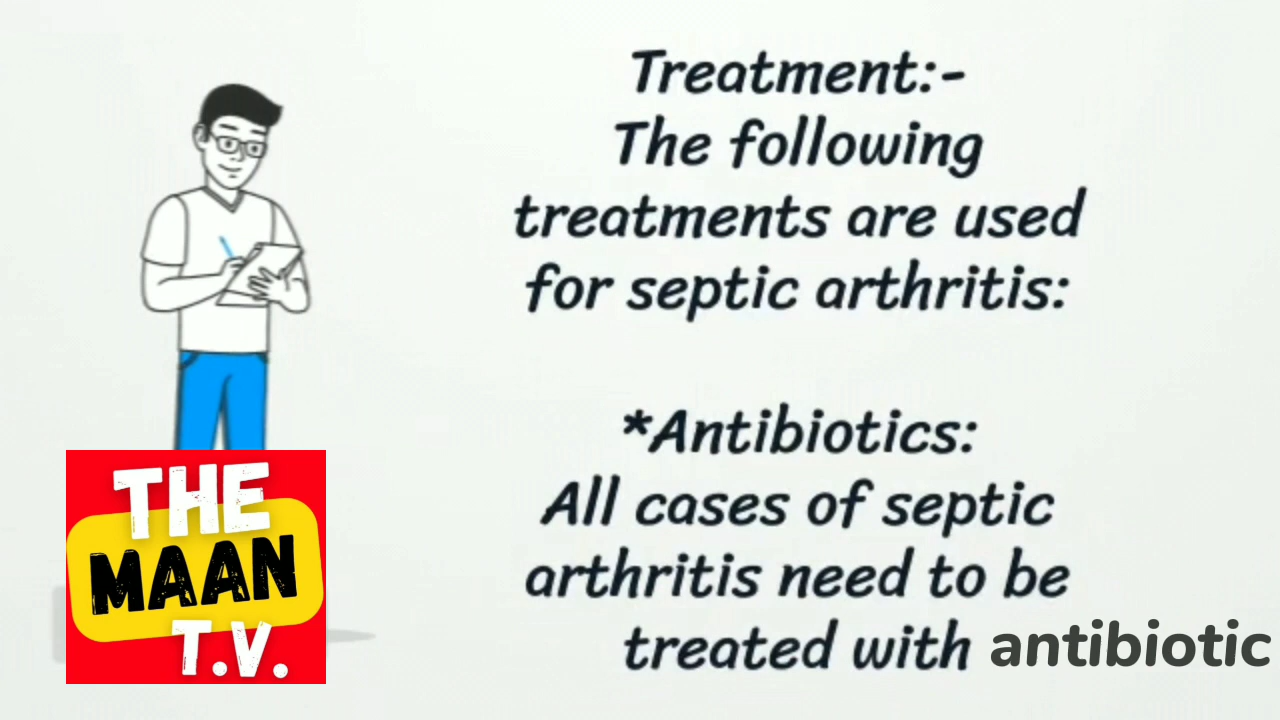 Treatment:-
The following
treatments are used
for septic arthritis:
*Antibiotics:
All cases of septic
arthritis need to be
treated with antibiotic
THE
MAAN
T.V.